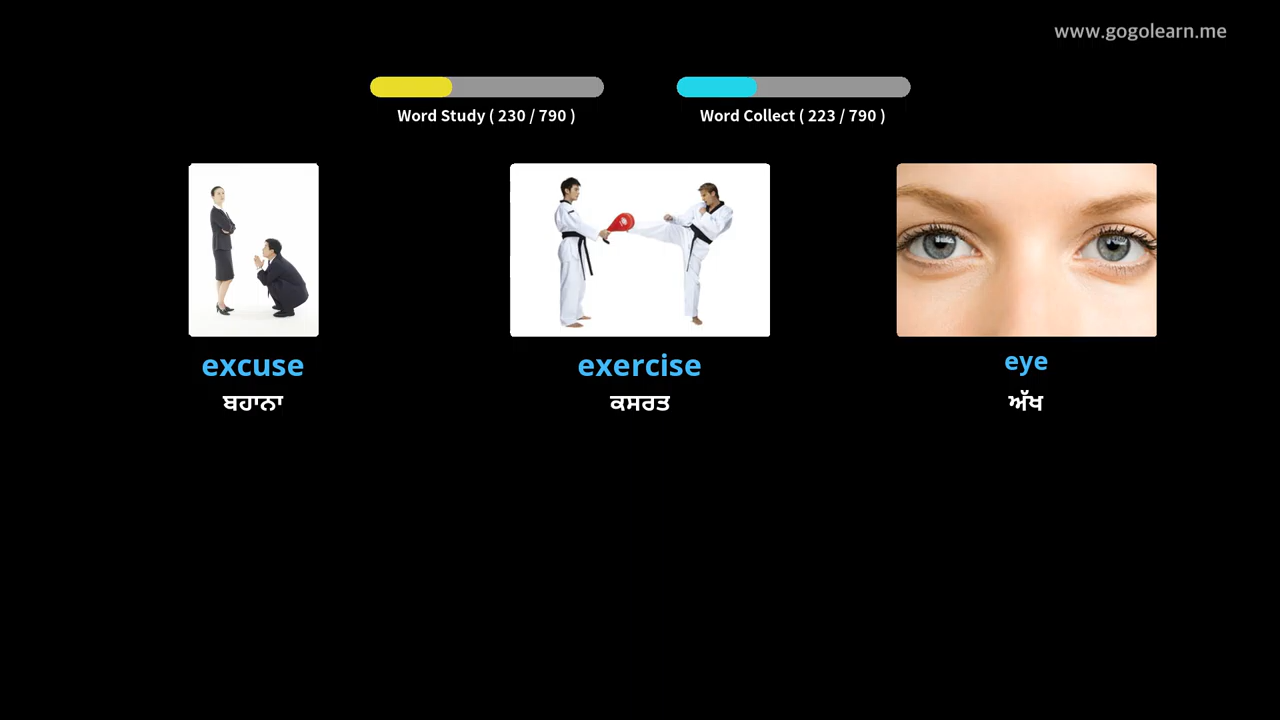 www.gogolearn.me
Word Study ( 230 / 790 )
Word Collect ( 223 / 790 )
excuse
exercise
eye
ਬਹਾਨਾ
ਕਸਰਤ
ਅੱਖ